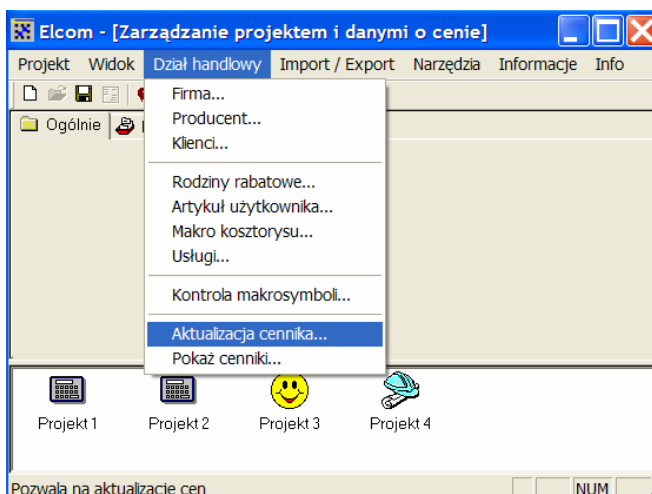 Elcom - [Zarządzanie projektem i danymi o cenie]
Projekt Widok Dział handlowy Import / Export Narzędzia Informacje Info
Ogólnie
Firma...
Producent...
Klienci...
Rodziny rabatowe...
Artykuł użytkownika...
Makro kosztorysu...
Usługi...
Kontrola makrosymboli...
Aktualizacja cennika...
Pokaż cenniki...
Projekt 1 Projekt 2 Projekt 3 Projekt 4
Pozwala na aktualizacje cen NUM